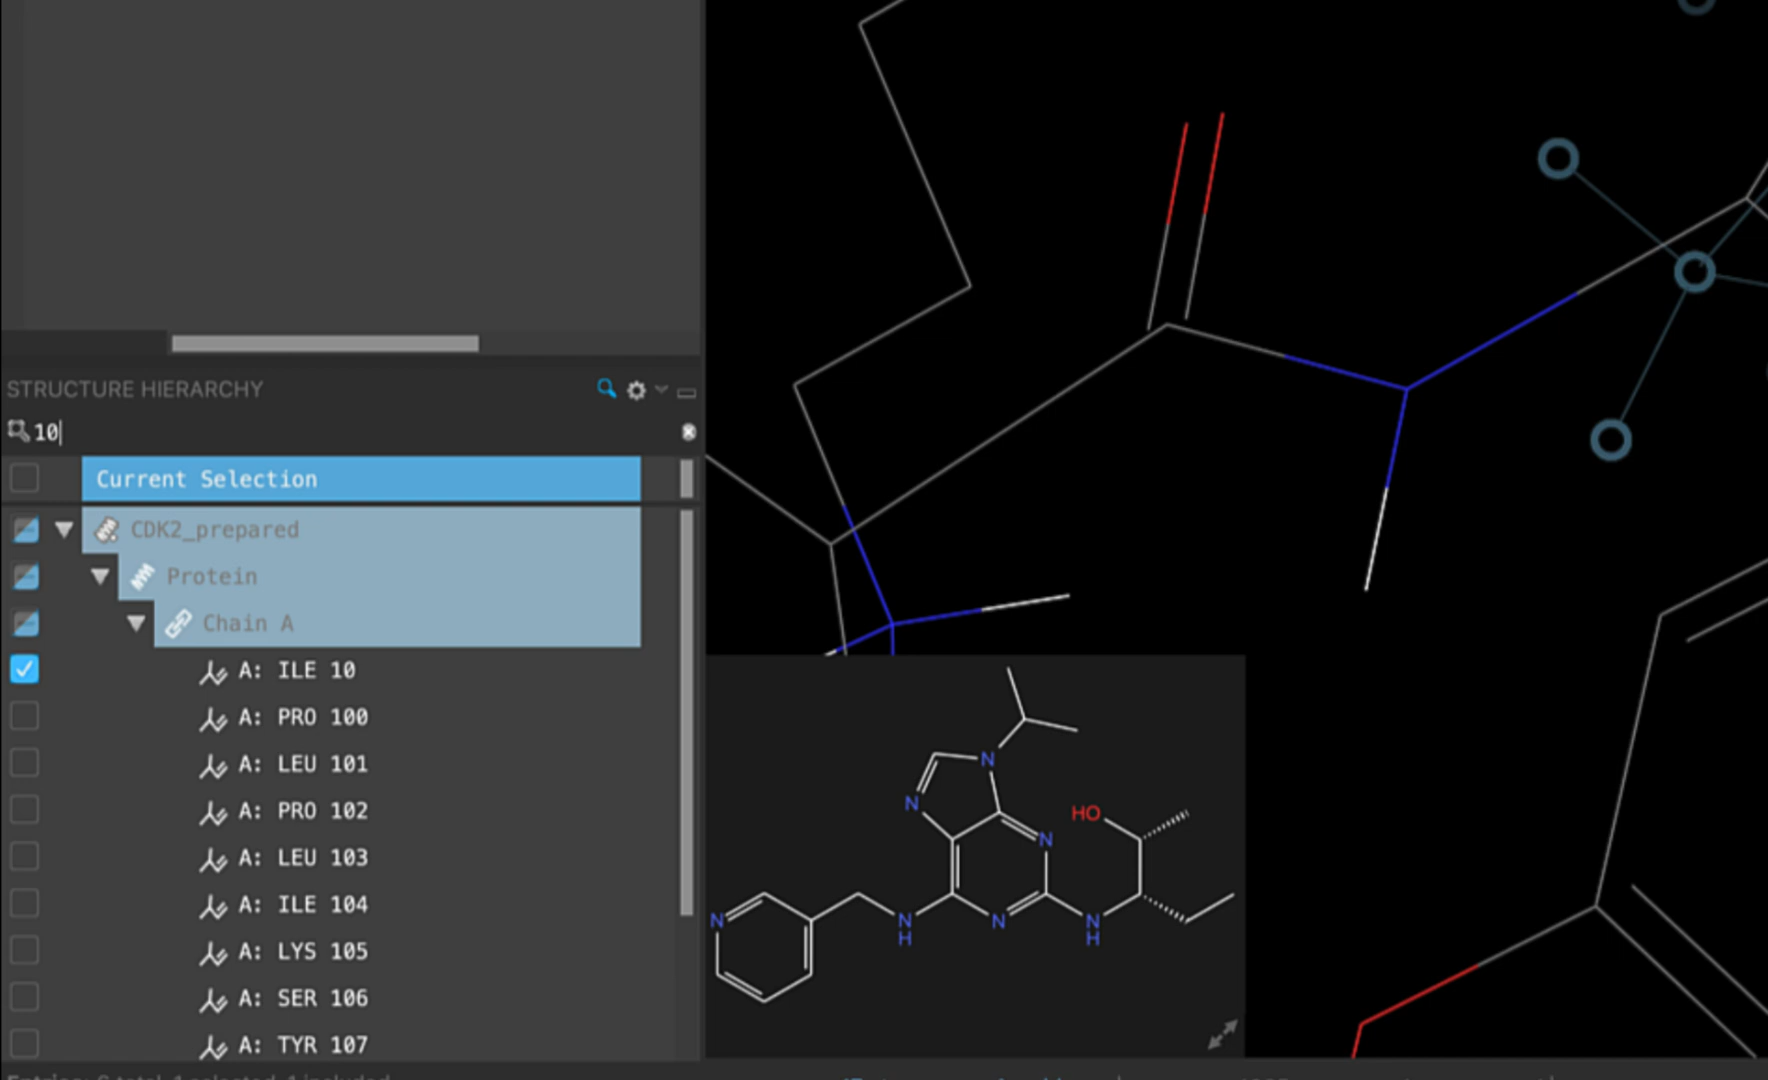 STRUCTURE HIERARCHY
10
Current Selection
CDK2_prepared
Protein
Chain A
A: ILE 10
A: PRO 100
A: LEU 101
A: PRO 102
A: LEU 103
A: ILE 104
A: LYS 105
A: SER 106
A: TYR 107
N
N
HO
N
N
N
N
H
N
N
H